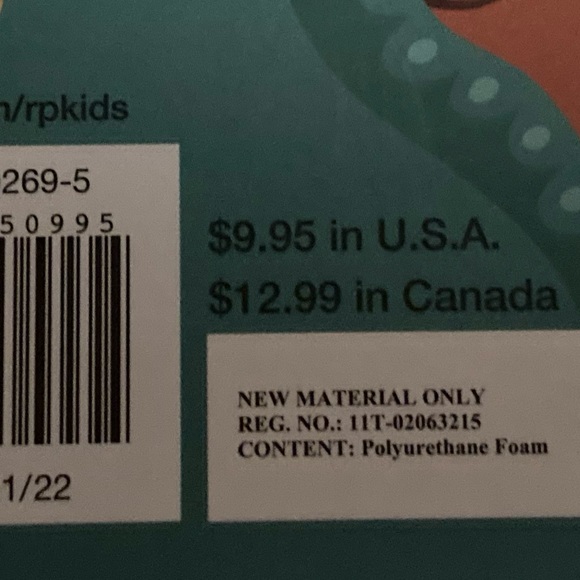 /rpkids
269-5
50995
$9.95 in U.S.A.
$12.99 in Canada
NEW MATERIAL ONLY
REG. NO.: 11T-02063215
CONTENT: Polyurethane Foam
1/22